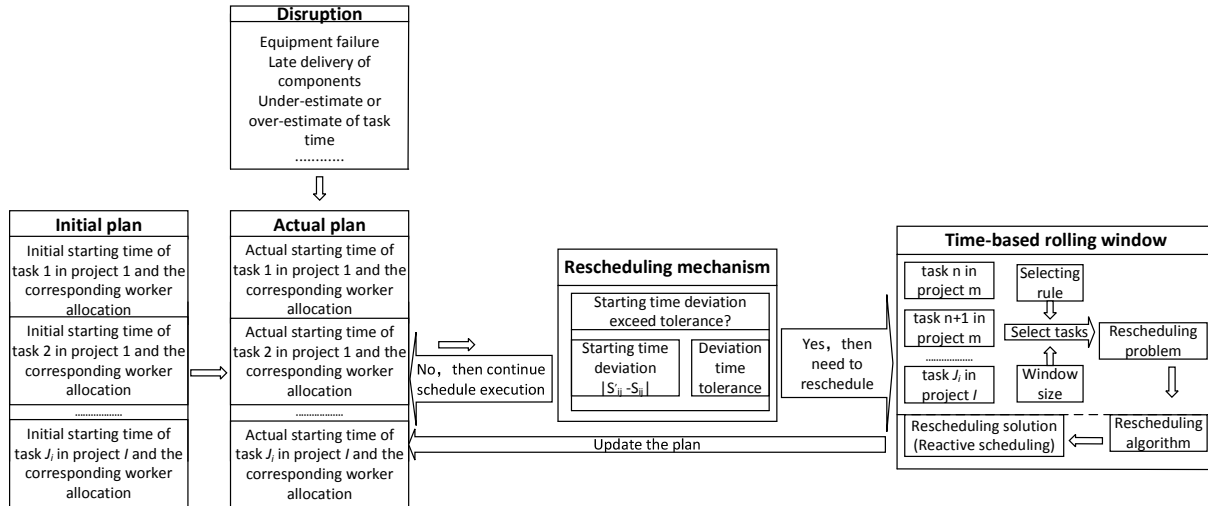 Disruption
Equipment failure
Late delivery of
components
Under-estimate or
over-estimate of task
time
............
Initial plan
Initial starting time of
task 1 in project 1 and the
corresponding worker
allocation
Initial starting time of
task 2 in project 1 and the
corresponding worker
allocation
..................
Initial starting time of
task Ji in project I and the
corresponding worker
allocation
Actual plan
Actual starting time of
task 1 in project 1 and the
corresponding worker
allocation
Actual starting time of
task 2 in project 1 and the
corresponding worker
allocation
..................
Actual starting time of
task Ji in project I and the
corresponding worker
allocation
No，then continue
schedule execution
Rescheduling mechanism
Starting time deviation
exceed tolerance?
Starting time
deviation
|S'ij -Sij|
Deviation
time
tolerance
Yes，then
need to
reschedule
Update the plan
Time-based rolling window
task n in
project m
task n+1 in
project m
..................
task Ji in
project I
Selecting
rule
Select tasks
Window
size
Rescheduling
problem
Rescheduling
algorithm
Rescheduling solution
(Reactive scheduling)